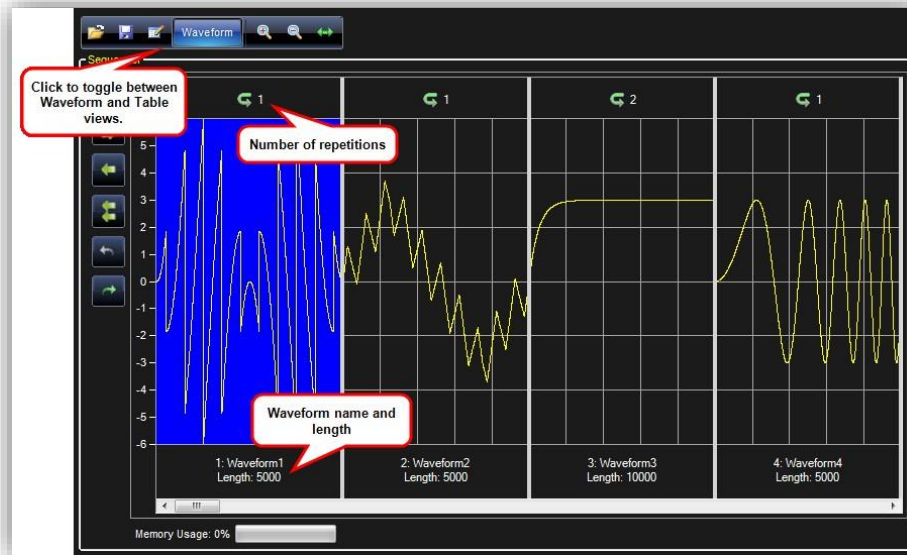 Waveform
Sequencer
Click to toggle between
Waveform and Table
views.
1
1
2
1
Number of repetitions
5
4
3
2
1
0
-1
-2
-3
-4
-5
-6
Waveform name and
length
1: Waveform1
Length: 5000
2: Waveform2
Length: 5000
3: Waveform3
Length: 10000
4: Waveform4
Length: 5000
Memory Usage: 0%